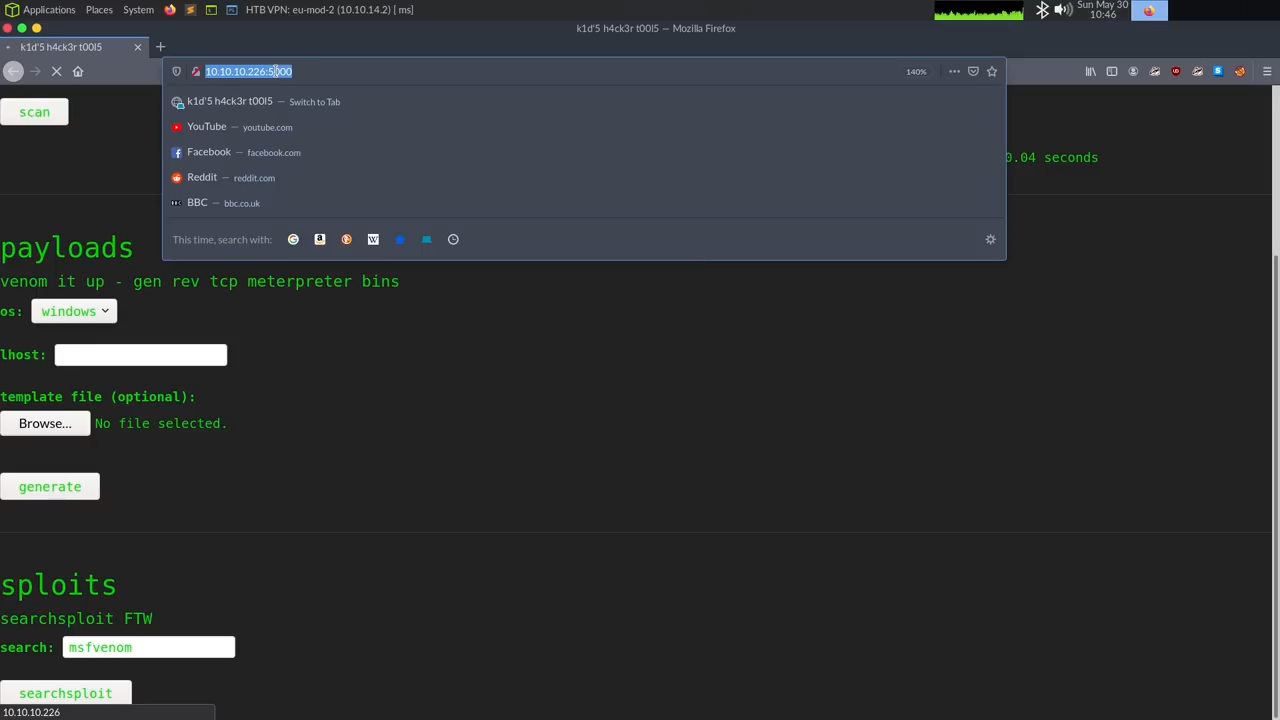 Applications Places System HTB VPN: eu-mod-2 (10.10.14.2) [ ms] Sun May 30
10:46
k1d'5 h4ck3r t00l5 — Mozilla Firefox
k1d'5 h4ck3r t00l5
10.10.10.226:5000 140%
k1d'5 h4ck3r t00l5 — Switch to Tab
scan
YouTube — youtube.com
Facebook — facebook.com
0.04 seconds
Reddit — reddit.com
BBC — bbc.co.uk
This time, search with:
payloads
venom it up - gen rev tcp meterpreter bins
os: windows
lhost:
template file (optional):
Browse... No file selected.
generate
sploits
searchsploit FTW
search: msfvenom
searchsploit
10.10.10.226